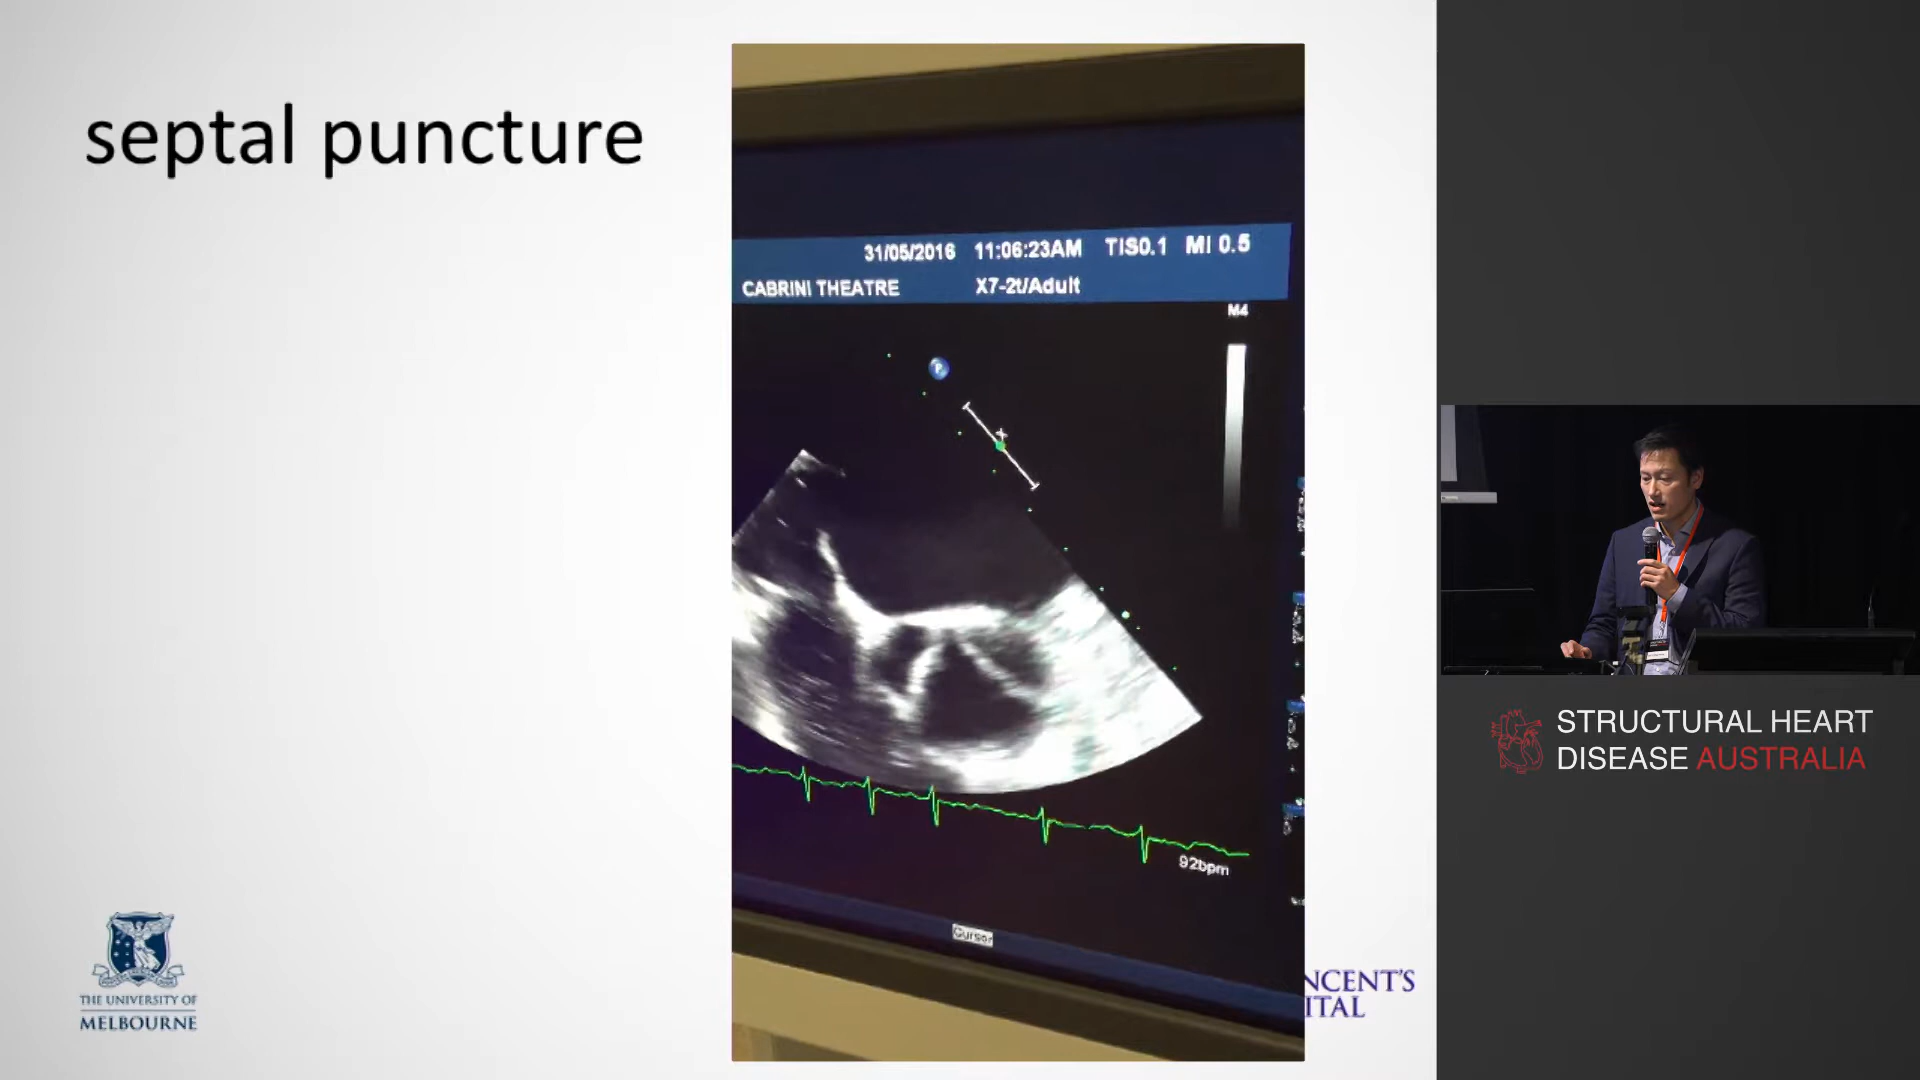 septal puncture
31/05/2016 11:06:23AM TIS0.1 MI 0.5
CABRINI THEATRE X7-2t/Adult
M4
P
92bpm
Cursor
THE UNIVERSITY OF
MELBOURNE
NCENT'S
ITAL
STRUCTURAL HEART
DISEASE AUSTRALIA